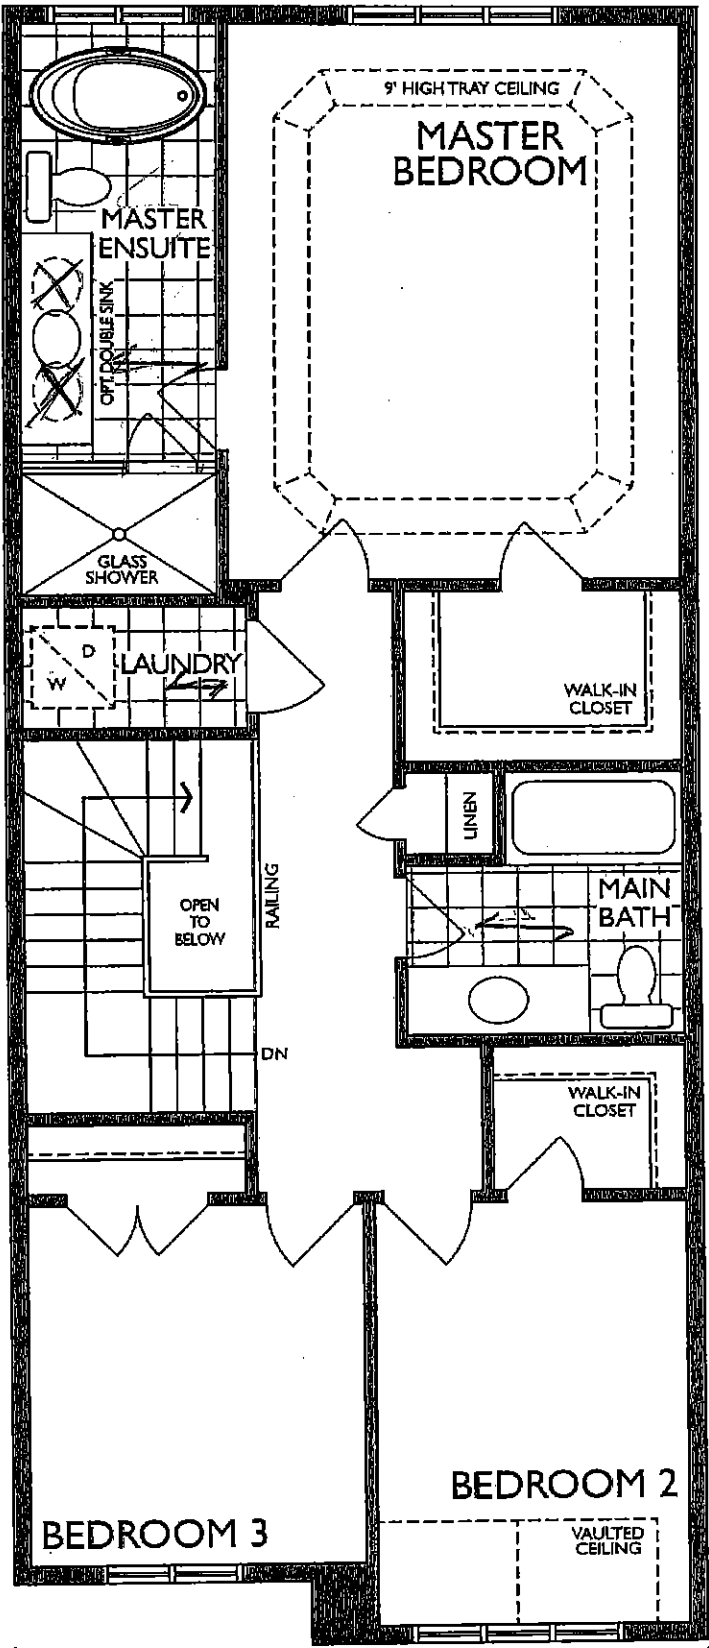 9' HIGH TRAY CEILING
MASTER
BEDROOM
MASTER
ENSUITE
OPT. DOUBLE SINK
GLASS
SHOWER
D
W
LAUNDRY
WALK-IN
CLOSET
LINEN
OPEN
TO
BELOW
RAILING
MAIN
BATH
DN
WALK-IN
CLOSET
BEDROOM 2
BEDROOM 3
VAULTED
CEILING